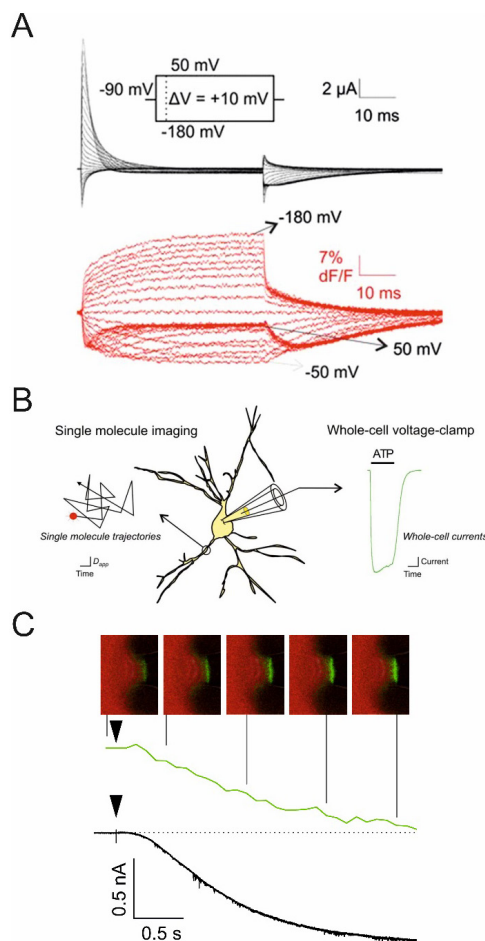 A
50 mV
-90 mV
ΔV = +10 mV
-180 mV
2 µA
10 ms
-180 mV
7%
dF/F
10 ms
50 mV
-50 mV
B
Single molecule imaging
Whole-cell voltage-clamp
ATP
Single molecule trajectories
Dapp
Time
Whole-cell currents
Current
Time
C
0.5 nA
0.5 s